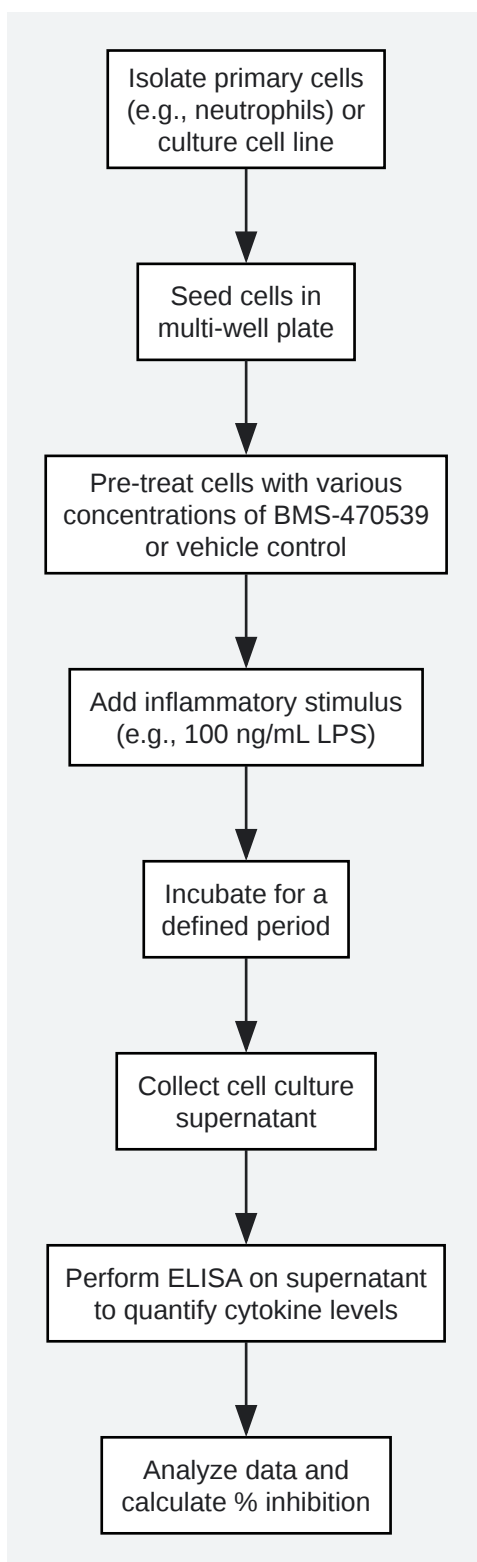 Isolate primary cells
(e.g., neutrophils) or
culture cell line
Seed cells in
multi-well plate
Pre-treat cells with various
concentrations of BMS-470539
or vehicle control
Add inflammatory stimulus
(e.g., 100 ng/mL LPS)
Incubate for a
defined period
Collect cell culture
supernatant
Perform ELISA on supernatant
to quantify cytokine levels
Analyze data and
calculate % inhibition